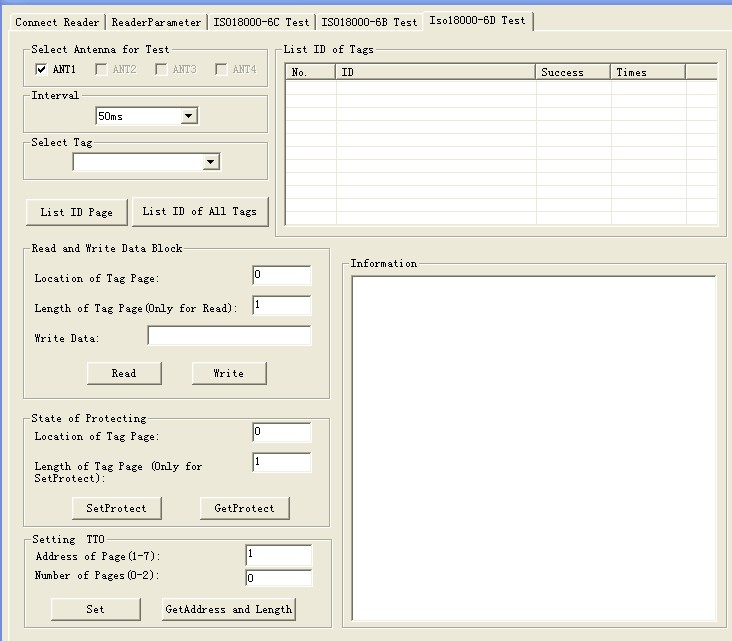 Connect Reader ReaderParameter ISO18000-6C Test ISO18000-6B Test Iso18000-6D Test
Select Antenna for Test
ANT1 ANT2 ANT3 ANT4
Interval
50ms
Select Tag
List ID Page List ID of All Tags
List ID of Tags
No. ID Success Times
Read and Write Data Block
Location of Tag Page: 0
Length of Tag Page(Only for Read): 1
Write Data:
Read Write
State of Protecting
Location of Tag Page: 0
Length of Tag Page (Only for
SetProtect): 1
SetProtect GetProtect
Setting TTO
Address of Page(1-7): 1
Number of Pages(0-2): 0
Set GetAddress and Length
Information